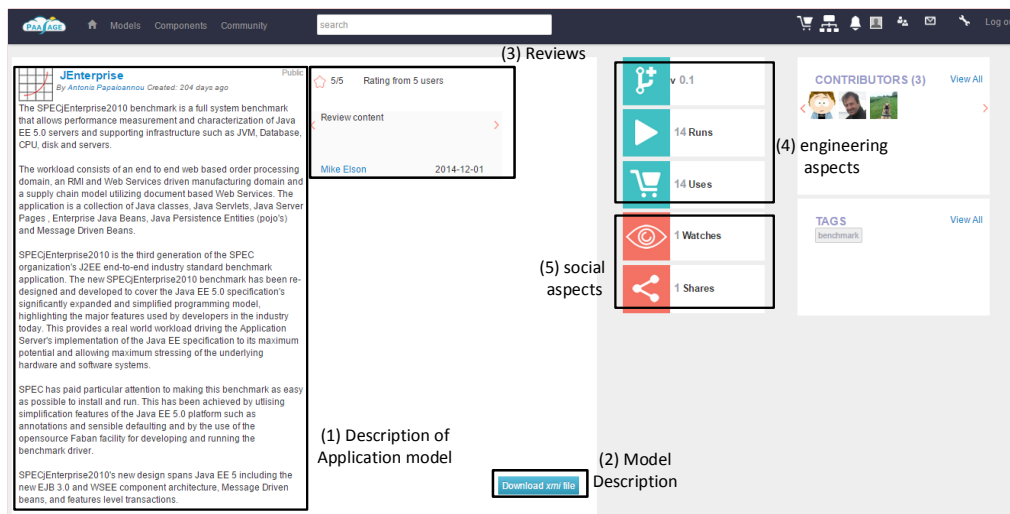 PAASAGE
Models
Components
Community
search
Log ou
(3) Reviews
JEnterprise
Public
By Antonis Papaioannou Created: 204 days ago
The SPECjEnterprise2010 benchmark is a full system benchmark
that allows performance measurement and characterization of Java
EE 5.0 servers and supporting infrastructure such as JVM, Database,
CPU, disk and servers.
The workload consists of an end to end web based order processing
domain, an RMI and Web Services driven manufacturing domain and
a supply chain model utilizing document based Web Services. The
application is a collection of Java classes, Java Servlets, Java Server
Pages , Enterprise Java Beans, Java Persistence Entities (pojo's)
and Message Driven Beans.
SPECjEnterprise2010 is the third generation of the SPEC
organization's J2EE end-to-end industry standard benchmark
application. The new SPECjEnterprise2010 benchmark has been re-
designed and developed to cover the Java EE 5.0 specification's
significantly expanded and simplified programming model,
highlighting the major features used by developers in the industry
today. This provides a real world workload driving the Application
Server's implementation of the Java EE specification to its maximum
potential and allowing maximum stressing of the underlying
hardware and software systems.
SPEC has paid particular attention to making this benchmark as easy
as possible to install and run. This has been achieved by utlising
simplification features of the Java EE 5.0 platform such as
annotations and sensible defaulting and by the use of the
opensource Faban facility for developing and running the
benchmark driver.
SPECjEnterprise2010's new design spans Java EE 5 including the
new EJB 3.0 and WSEE component architecture, Message Driven
beans, and features level transactions.
5/5 Rating from 5 users
Review content
Mike Elson 2014-12-01
(1) Description of
Application model
Download xmi file
(2) Model
Description
v 0.1
14 Runs
14 Uses
(4) engineering
aspects
1 Watches
1 Shares
(5) social
aspects
CONTRIBUTORS (3)
View All
TAGS
View All
benchmark